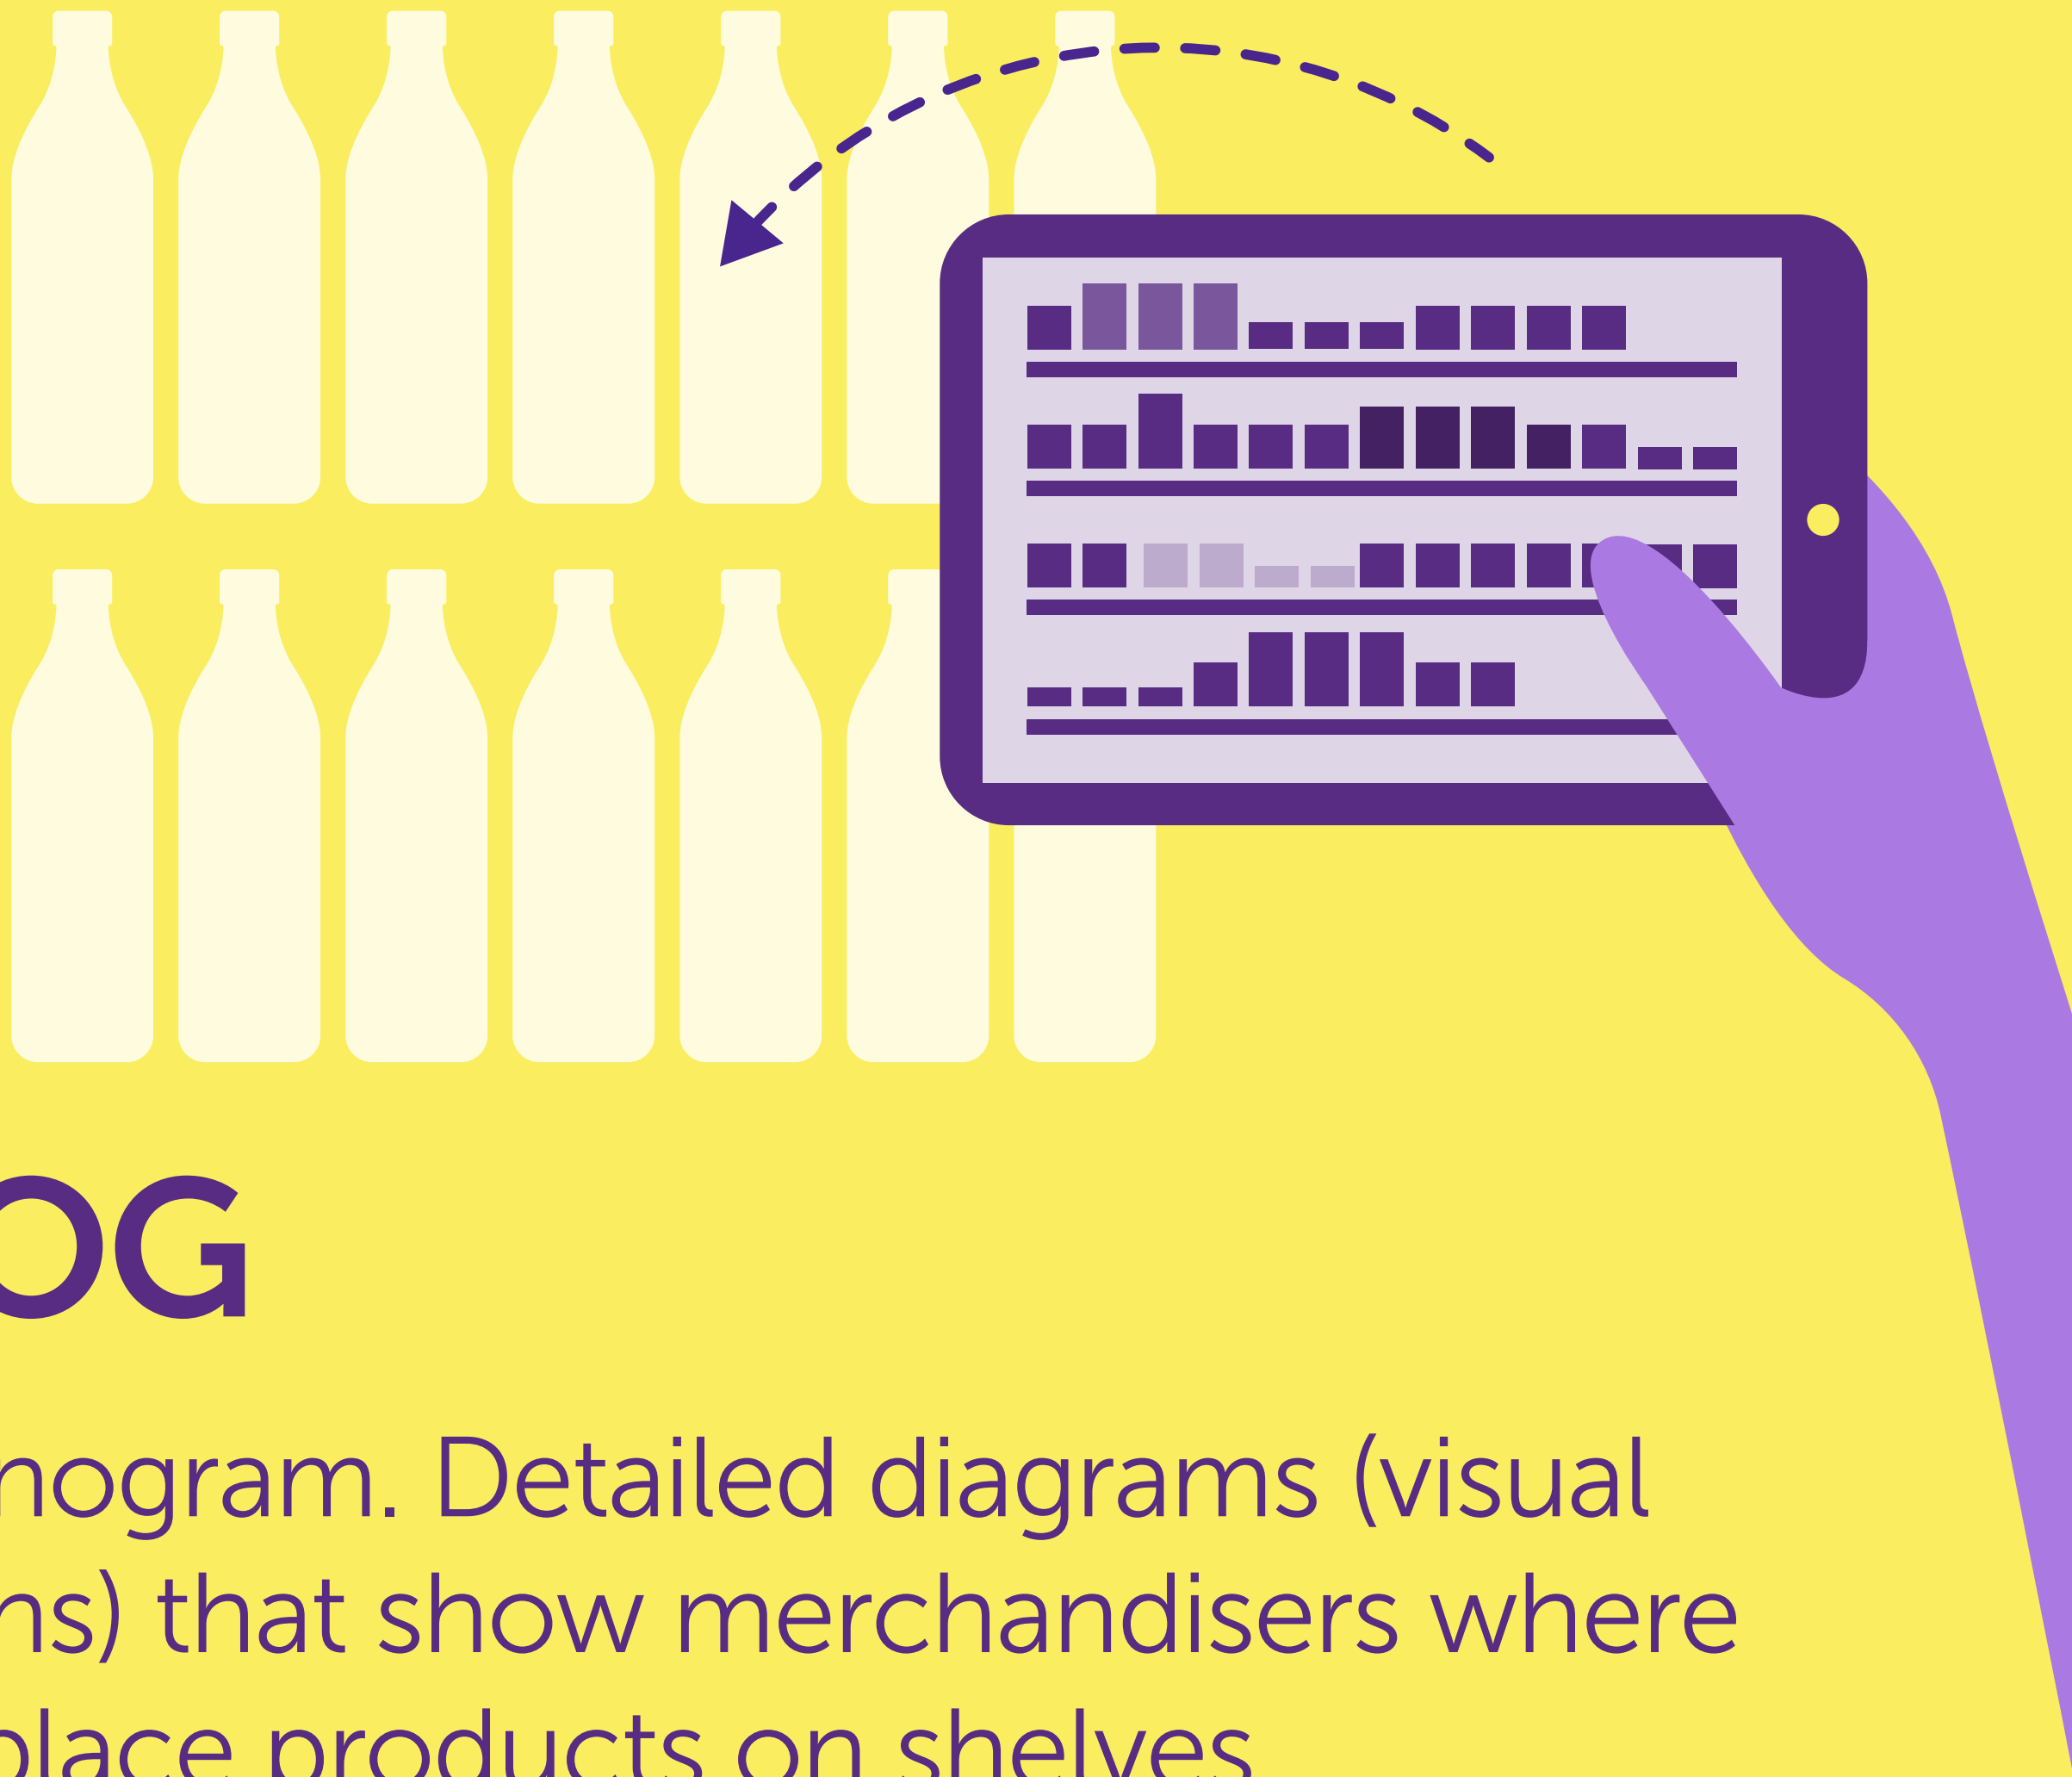 OG
nogram. Detailed diagrams (visual
ns) that show merchandisers where
place products on shelves